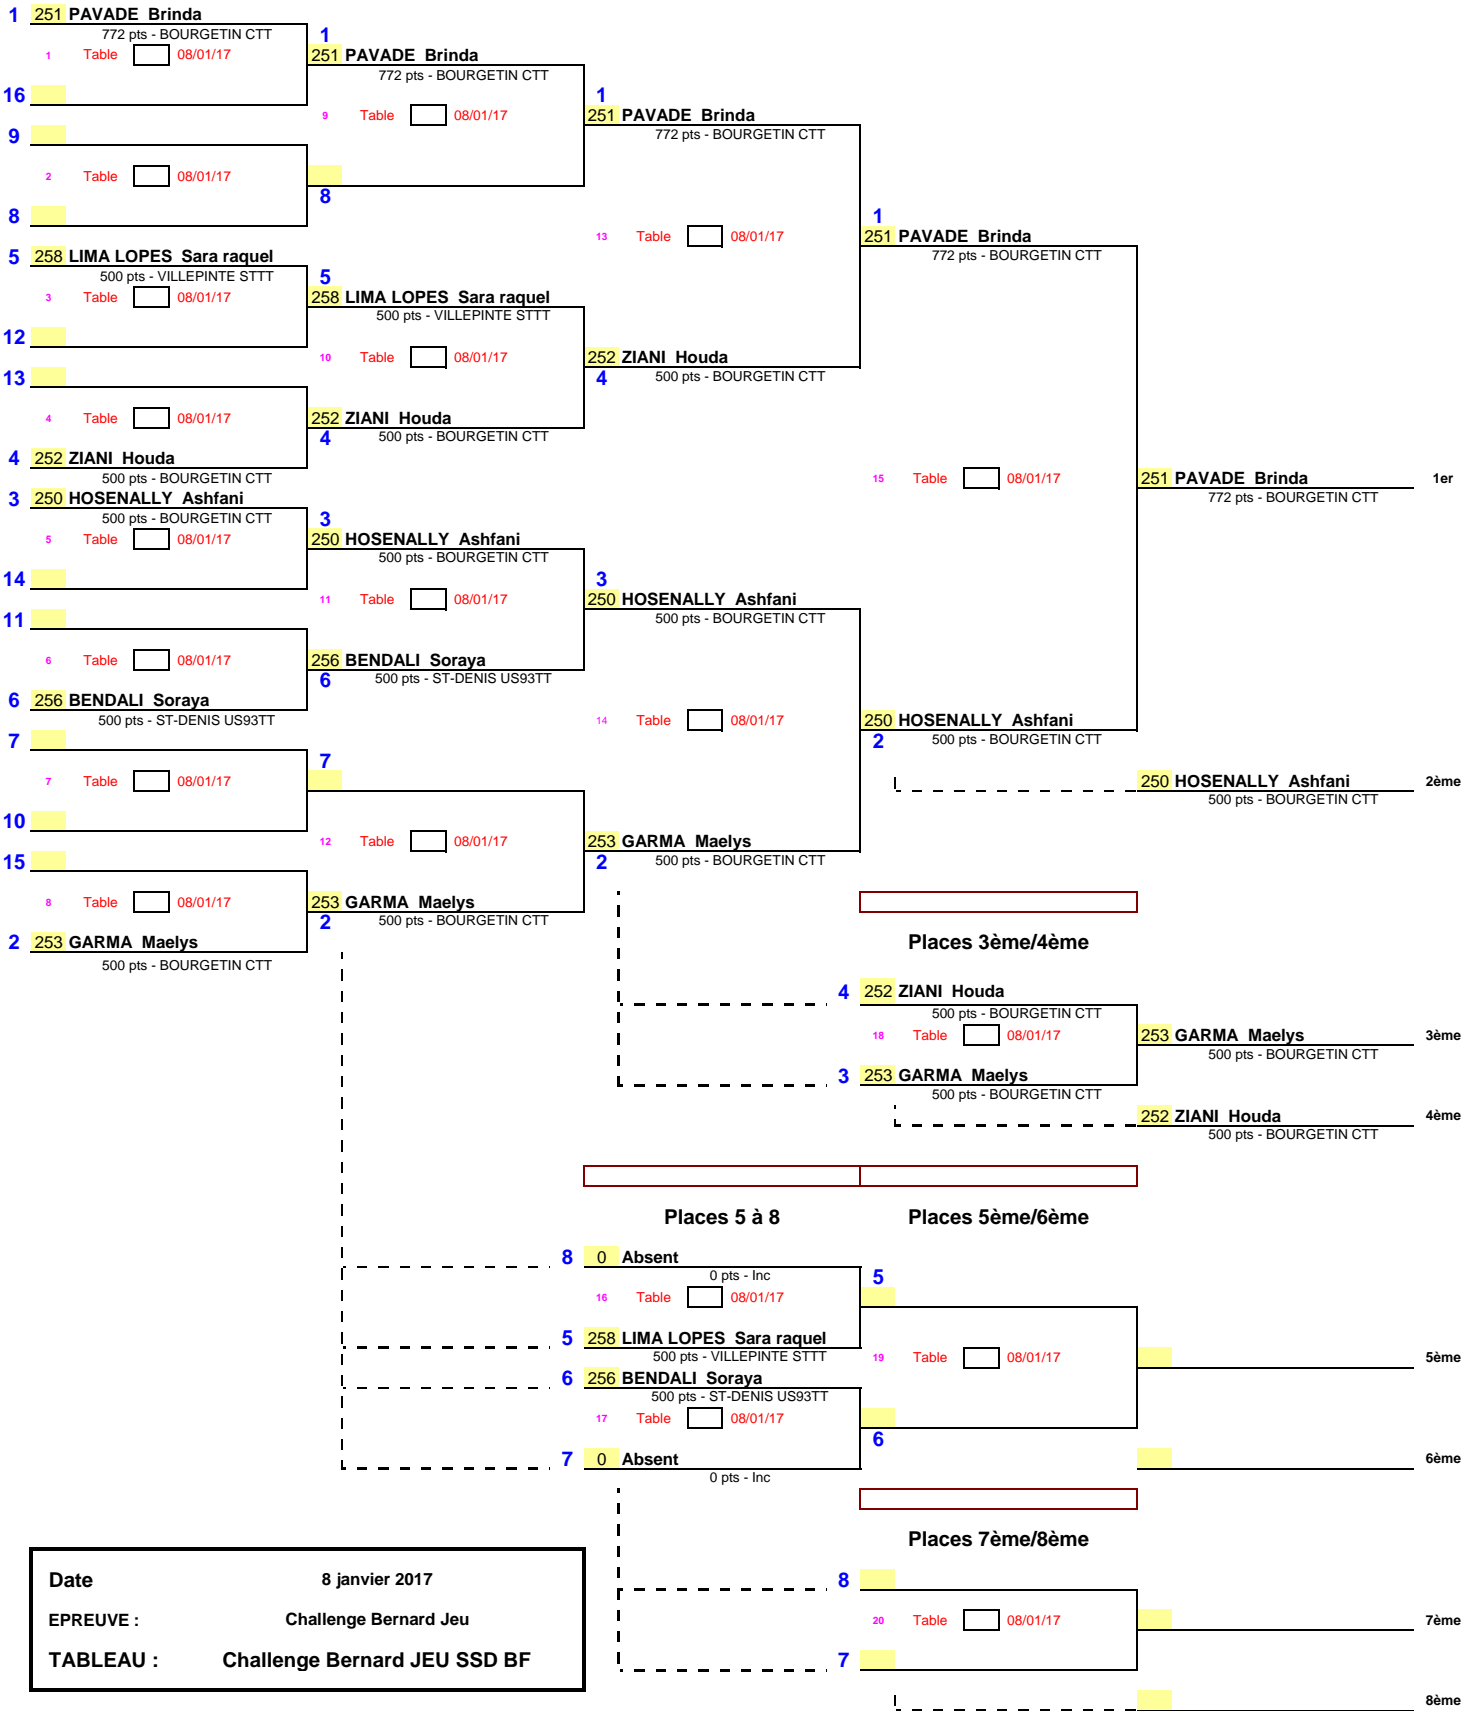 1 251 PAVADE Brinda
772 pts - BOURGETIN CTT
1 Table 08/01/17
16
9
2 Table 08/01/17
8
5 258 LIMA LOPES Sara raquel
500 pts - VILLEPINTE STTT
3 Table 08/01/17
12
13
4 Table 08/01/17
4 252 ZIANI Houda
500 pts - BOURGETIN CTT
3 250 HOSENALLY Ashfani
500 pts - BOURGETIN CTT
5 Table 08/01/17
14
11
6 Table 08/01/17
6 256 BENDALI Soraya
500 pts - ST-DENIS US93TT
7
7 Table 08/01/17
10
15
8 Table 08/01/17
2 253 GARMA Maelys
500 pts - BOURGETIN CTT
1
251 PAVADE Brinda
772 pts - BOURGETIN CTT
9 Table 08/01/17
8
5
258 LIMA LOPES Sara raquel
500 pts - VILLEPINTE STTT
10 Table 08/01/17
252 ZIANI Houda
4 500 pts - BOURGETIN CTT
3
250 HOSENALLY Ashfani
500 pts - BOURGETIN CTT
11 Table 08/01/17
256 BENDALI Soraya
6 500 pts - ST-DENIS US93TT
7
12 Table 08/01/17
253 GARMA Maelys
2 500 pts - BOURGETIN CTT
1
251 PAVADE Brinda
772 pts - BOURGETIN CTT
13 Table 08/01/17
252 ZIANI Houda
4 500 pts - BOURGETIN CTT
3
250 HOSENALLY Ashfani
500 pts - BOURGETIN CTT
14 Table 08/01/17
253 GARMA Maelys
2 500 pts - BOURGETIN CTT
1
251 PAVADE Brinda
772 pts - BOURGETIN CTT
15 Table 08/01/17
250 HOSENALLY Ashfani
2 500 pts - BOURGETIN CTT
251 PAVADE Brinda 1er
772 pts - BOURGETIN CTT
250 HOSENALLY Ashfani 2ème
500 pts - BOURGETIN CTT
Places 3ème/4ème
4 252 ZIANI Houda
500 pts - BOURGETIN CTT
18 Table 08/01/17
3 253 GARMA Maelys
500 pts - BOURGETIN CTT
253 GARMA Maelys 3ème
500 pts - BOURGETIN CTT
252 ZIANI Houda 4ème
500 pts - BOURGETIN CTT
Places 5 à 8
8 0 Absent
0 pts - Inc
16 Table 08/01/17
5 258 LIMA LOPES Sara raquel
500 pts - VILLEPINTE STTT
6 256 BENDALI Soraya
500 pts - ST-DENIS US93TT
17 Table 08/01/17
7 0 Absent
0 pts - Inc
Places 5ème/6ème
5
19 Table 08/01/17
6
5ème
6ème
Places 7ème/8ème
8
20 Table 08/01/17
7
7ème
8ème
Date 8 janvier 2017
EPREUVE : Challenge Bernard Jeu
TABLEAU : Challenge Bernard JEU SSD BF